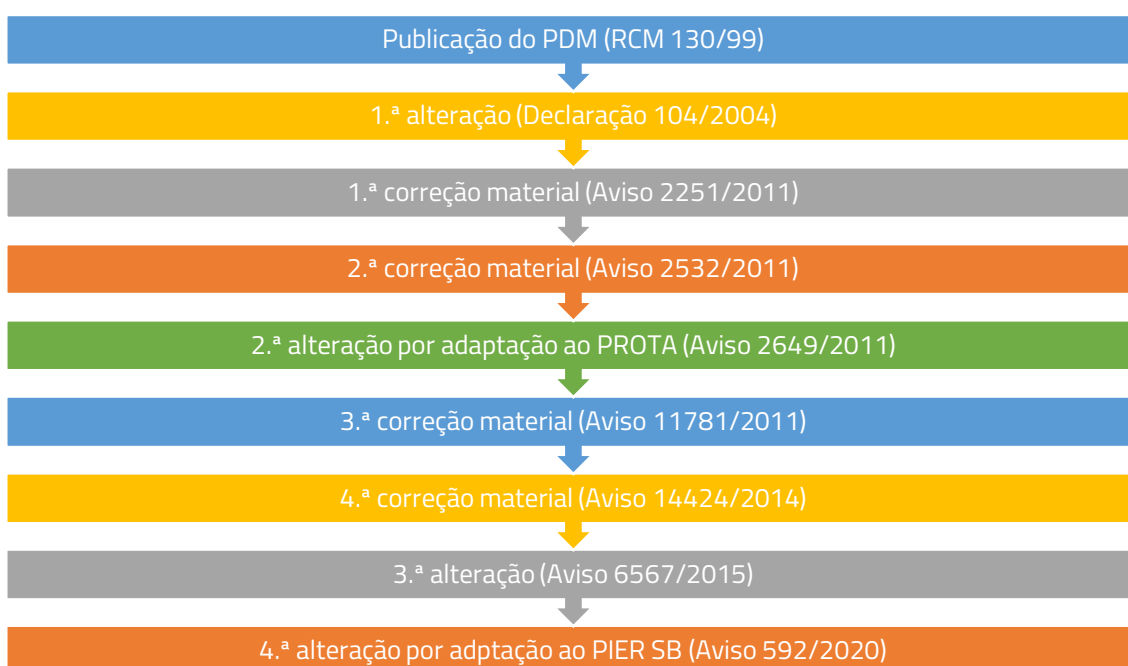 Publicação do PDM (RCM 130/99)
1.ª alteração (Declaração 104/2004)
1.ª correção material (Aviso 2251/2011)
2.ª correção material (Aviso 2532/2011)
2.ª alteração por adaptação ao PROTA (Aviso 2649/2011)
3.ª correção material (Aviso 11781/2011)
4.ª correção material (Aviso 14424/2014)
3.ª alteração (Aviso 6567/2015)
4.ª alteração por adptação ao PIER SB (Aviso 592/2020)